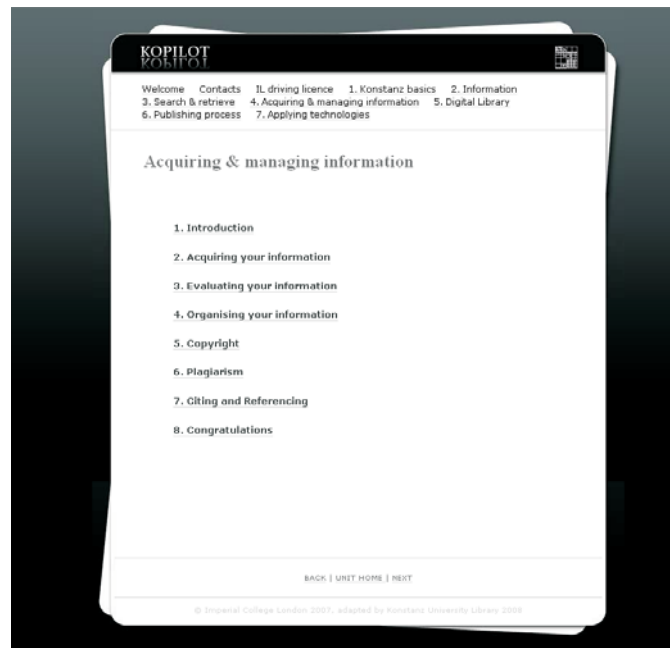 KOPILOT
Welcome Contacts IL driving licence 1. Konstanz basics 2. Information
3. Search & retrieve 4. Acquiring & managing information 5. Digital Library
6. Publishing process 7. Applying technologies
Acquiring & managing information
1. Introduction
2. Acquiring your information
3. Evaluating your information
4. Organising your information
5. Copyright
6. Plagiarism
7. Citing and Referencing
8. Congratulations
BACK | UNIT HOME | NEXT
© Imperial College London 2007, adapted by Konstanz University Library 2008